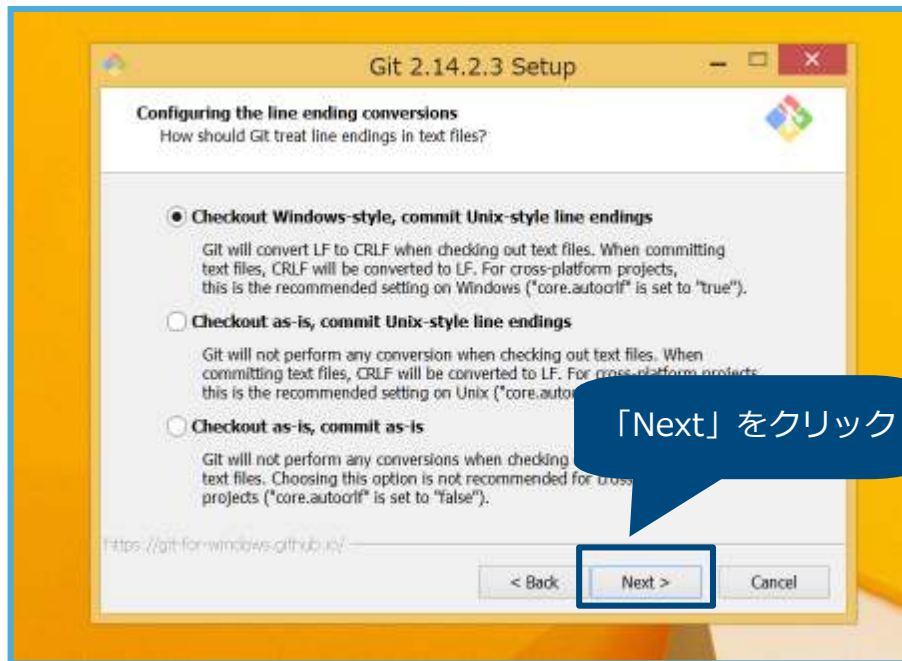 Git 2.14.2.3 Setup
Configuring the line ending conversions
How should Git treat line endings in text files?
Checkout Windows-style, commit Unix-style line endings
Git will convert LF to CRLF when checking out text files. When committing
text files, CRLF will be converted to LF. For cross-platform projects,
this is the recommended setting on Windows ("core.autocrlf" is set to "true").
Checkout as-is, commit Unix-style line endings
Git will not perform any conversion when checking out text files. When
committing text files, CRLF will be converted to LF. For cross-platform projects
this is the recommended setting on Unix ("core.auto
Checkout as-is, commit as-is
Git will not perform any conversions when checking
text files. Choosing this option is not recommended for cross
projects ("core.autocrlf" is set to "false").
「Next」をクリック
https://git-for-windows.github.io/
< Back
Next >
Cancel